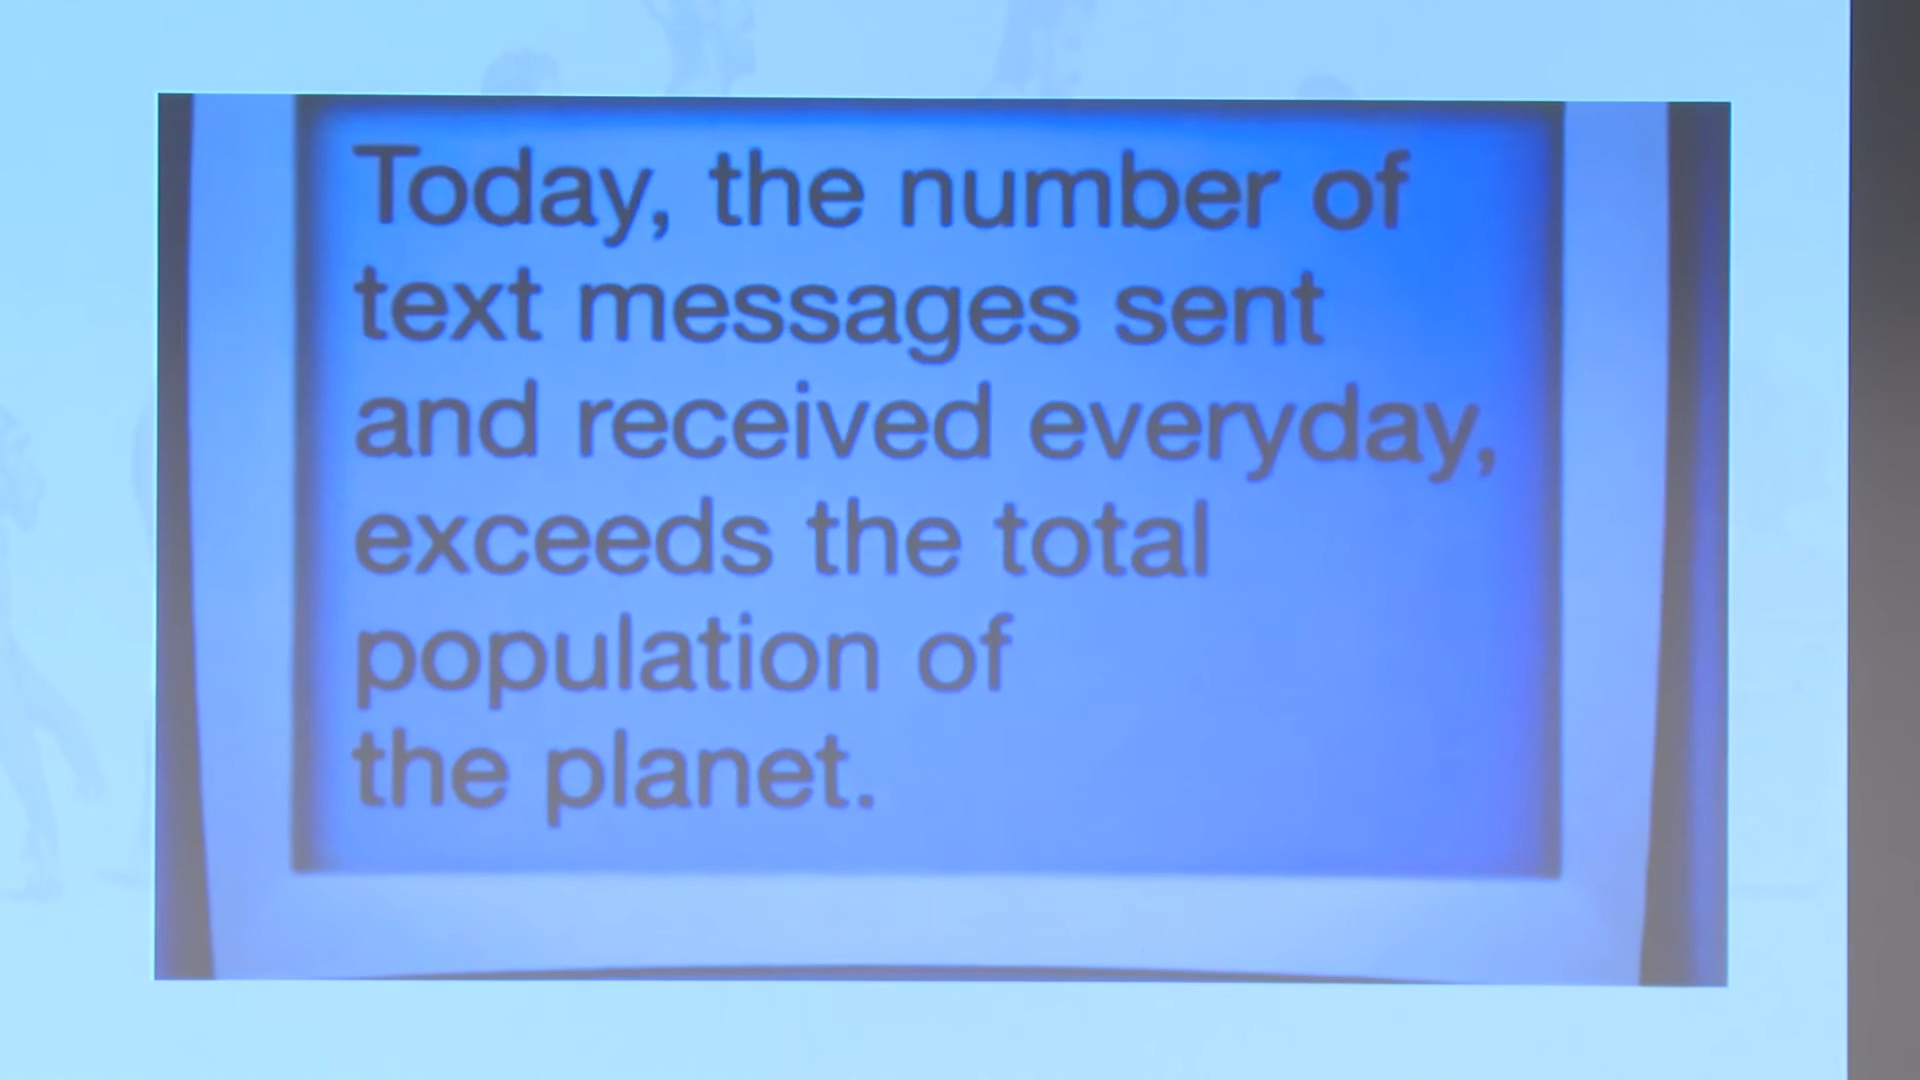 Today, the number of
text messages sent
and received everyday,
exceeds the total
population of
the planet.